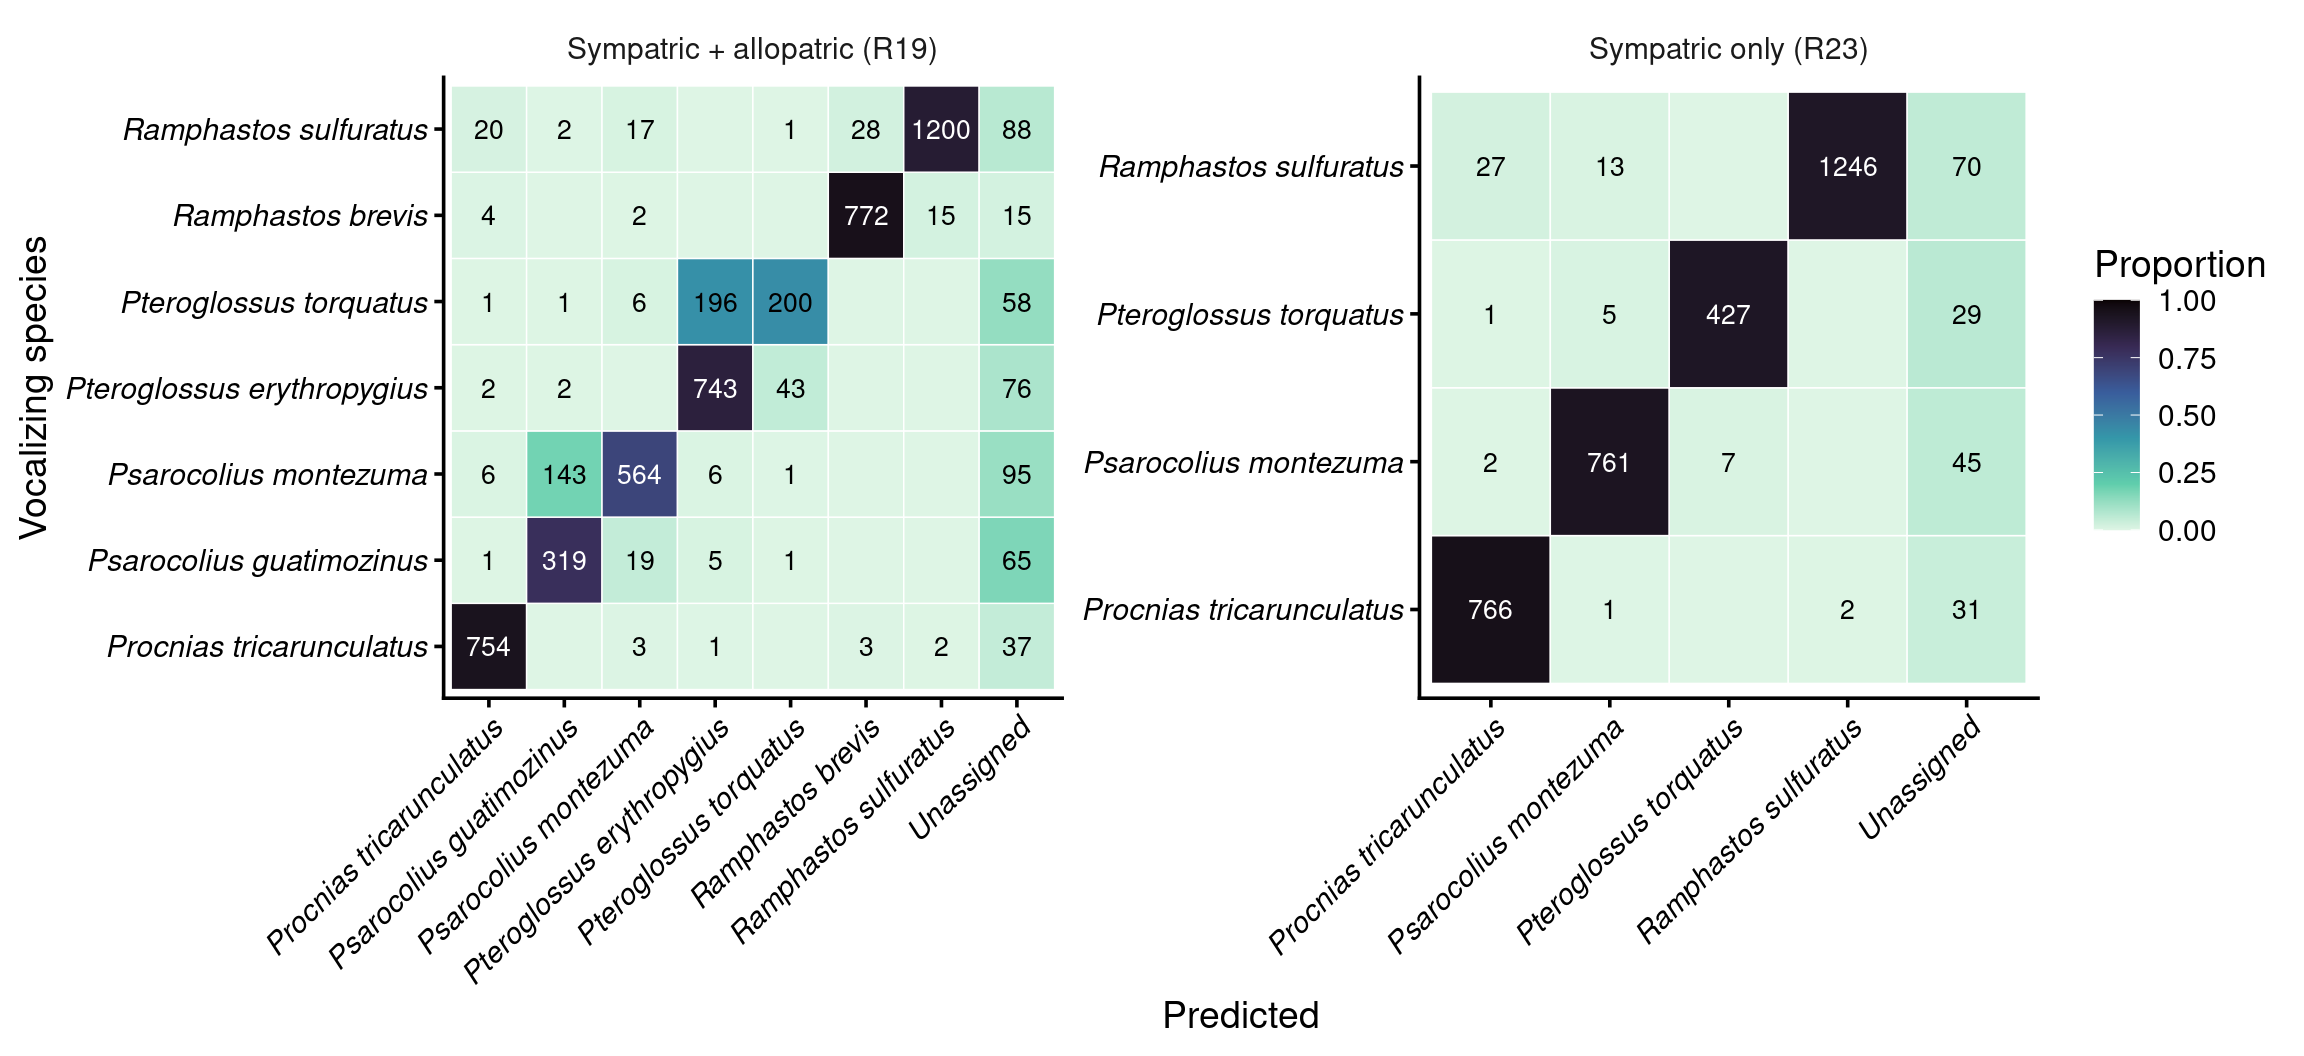 Sympatric + allopatric (R19)
Vocalizing species
Ramphastos sulfuratus 20 2 17 1 28 1200 88
Ramphastos brevis 4 2 772 15 15
Pteroglossus torquatus 1 1 6 196 200 58
Pteroglossus erythropygius 2 2 743 43 76
Psarocolius montezuma 6 143 564 6 1 95
Psarocolius guatimozinus 1 319 19 5 1 65
Procnias tricarunculatus 754 3 1 3 2 37
Procnias tricarunculatus
Psarocolius guatimozinus
Psarocolius montezuma
Pteroglossus erythropygius
Pteroglossus torquatus
Ramphastos brevis
Ramphastos sulfuratus
Unassigned
Sympatric only (R23)
Ramphastos sulfuratus 27 13 1246 70
Pteroglossus torquatus 1 5 427 29
Psarocolius montezuma 2 761 7 45
Procnias tricarunculatus 766 1 2 31
Procnias tricarunculatus
Psarocolius montezuma
Pteroglossus torquatus
Ramphastos sulfuratus
Unassigned
Predicted
Proportion
1.00
0.75
0.50
0.25
0.00